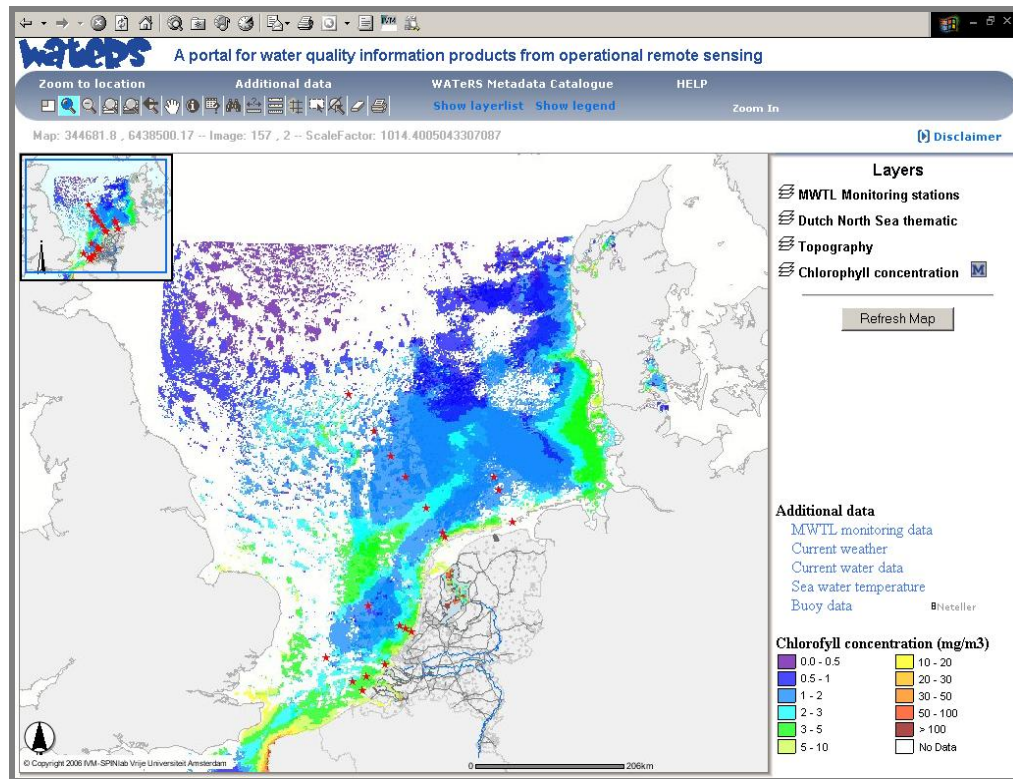 IVM
waters
A portal for water quality information products from operational remote sensing
Zoom to location
Additional data
WATeRS Metadata Catalogue
HELP
Show layerlist
Show legend
Zoom In
Map: 344681.8 , 6438500.17 -- Image: 157 , 2 -- ScaleFactor: 1014.4005043307087
Disclaimer
Layers
MWTL Monitoring stations
Dutch North Sea thematic
Topography
Chlorophyll concentration M
Refresh Map
Additional data
MWTL monitoring data
Current weather
Current water data
Sea water temperature
Buoy data
BNeteller
Chlorofyll concentration (mg/m3)
0.0 - 0.5
0.5 - 1
1 - 2
2 - 3
3 - 5
5 - 10
10 - 20
20 - 30
30 - 50
50 - 100
> 100
No Data
© Copyright 2006 IVM-SPINlab Vrije Universiteit Amsterdam
0
206km